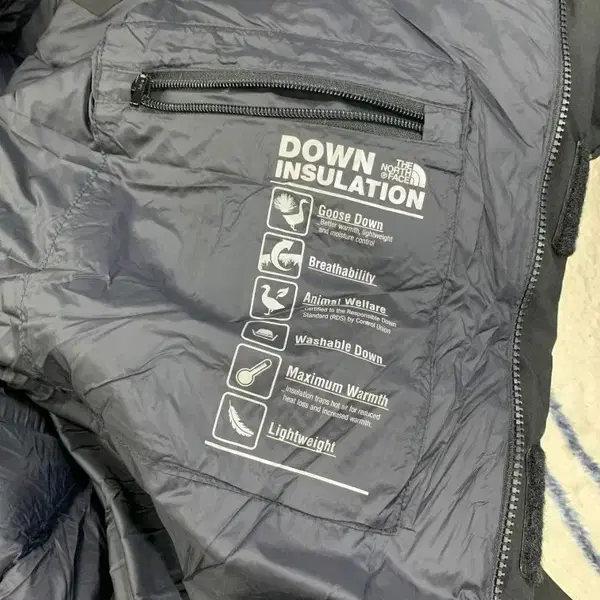 DOWN
INSULATION
THE
NORTH
FACE
Goose Down
Better warmth, lightweight
and moisture control
Breathability
Animal Welfare
Certified to the Responsible Down
Standard (RDS) by Control Union
Washable Down
Maximum Warmth
Insulation traps hot air for reduced
heat loss and increased warmth.
Lightweight